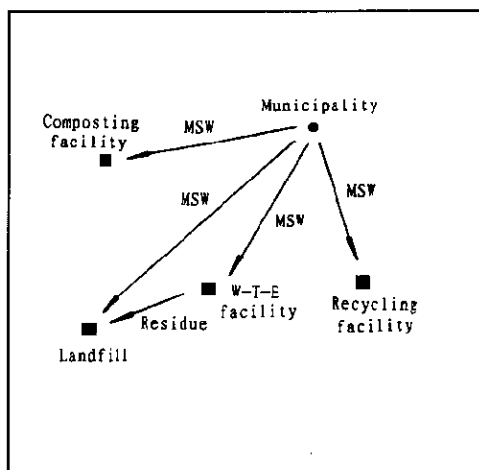 Municipality
Composting
facility
MSW
MSW
MSW
MSW
W-T-E
facility
Recycling
facility
Residue
Landfill